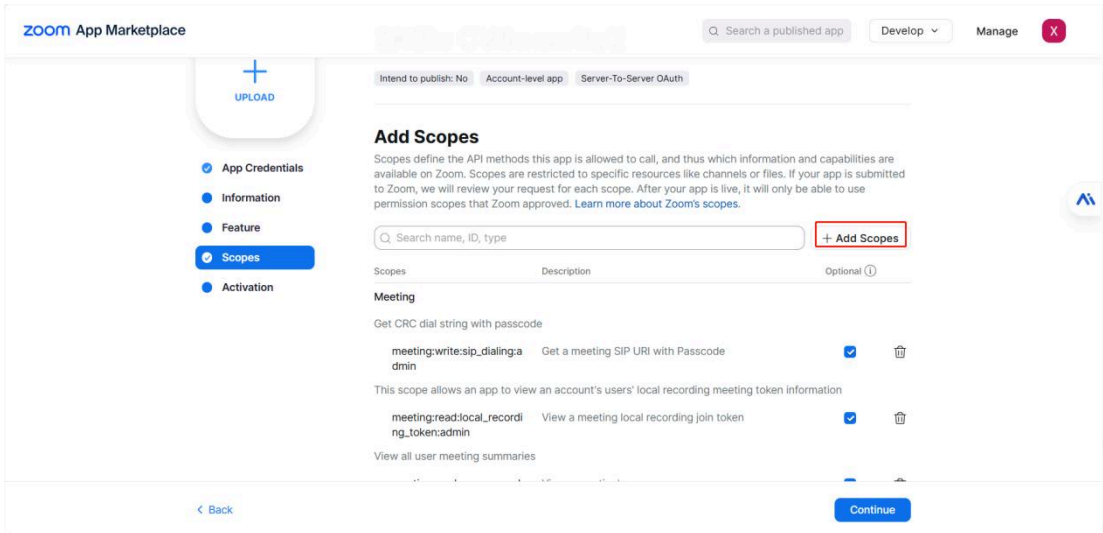 zoom App Marketplace
Search a published app
Develop
Manage
X
UPLOAD
Intend to publish: No
Account-level app
Server-To-Server OAuth
App Credentials
Information
Feature
Scopes
Activation
Add Scopes
Scopes define the API methods this app is allowed to call, and thus which information and capabilities are
available on Zoom. Scopes are restricted to specific resources like channels or files. If your app is submitted
to Zoom, we will review your request for each scope. After your app is live, it will only be able to use
permission scopes that Zoom approved. Learn more about Zoom's scopes.
Search name, ID, type
+ Add Scopes
Scopes
Description
Optional
Meeting
Get CRC dial string with passcode
meeting:write:sip_dialing:a
dmin
Get a meeting SIP URI with Passcode
This scope allows an app to view an account's users' local recording meeting token information
meeting:read:local_recordi
ng_token:admin
View a meeting local recording join token
View all user meeting summaries
Back
Continue